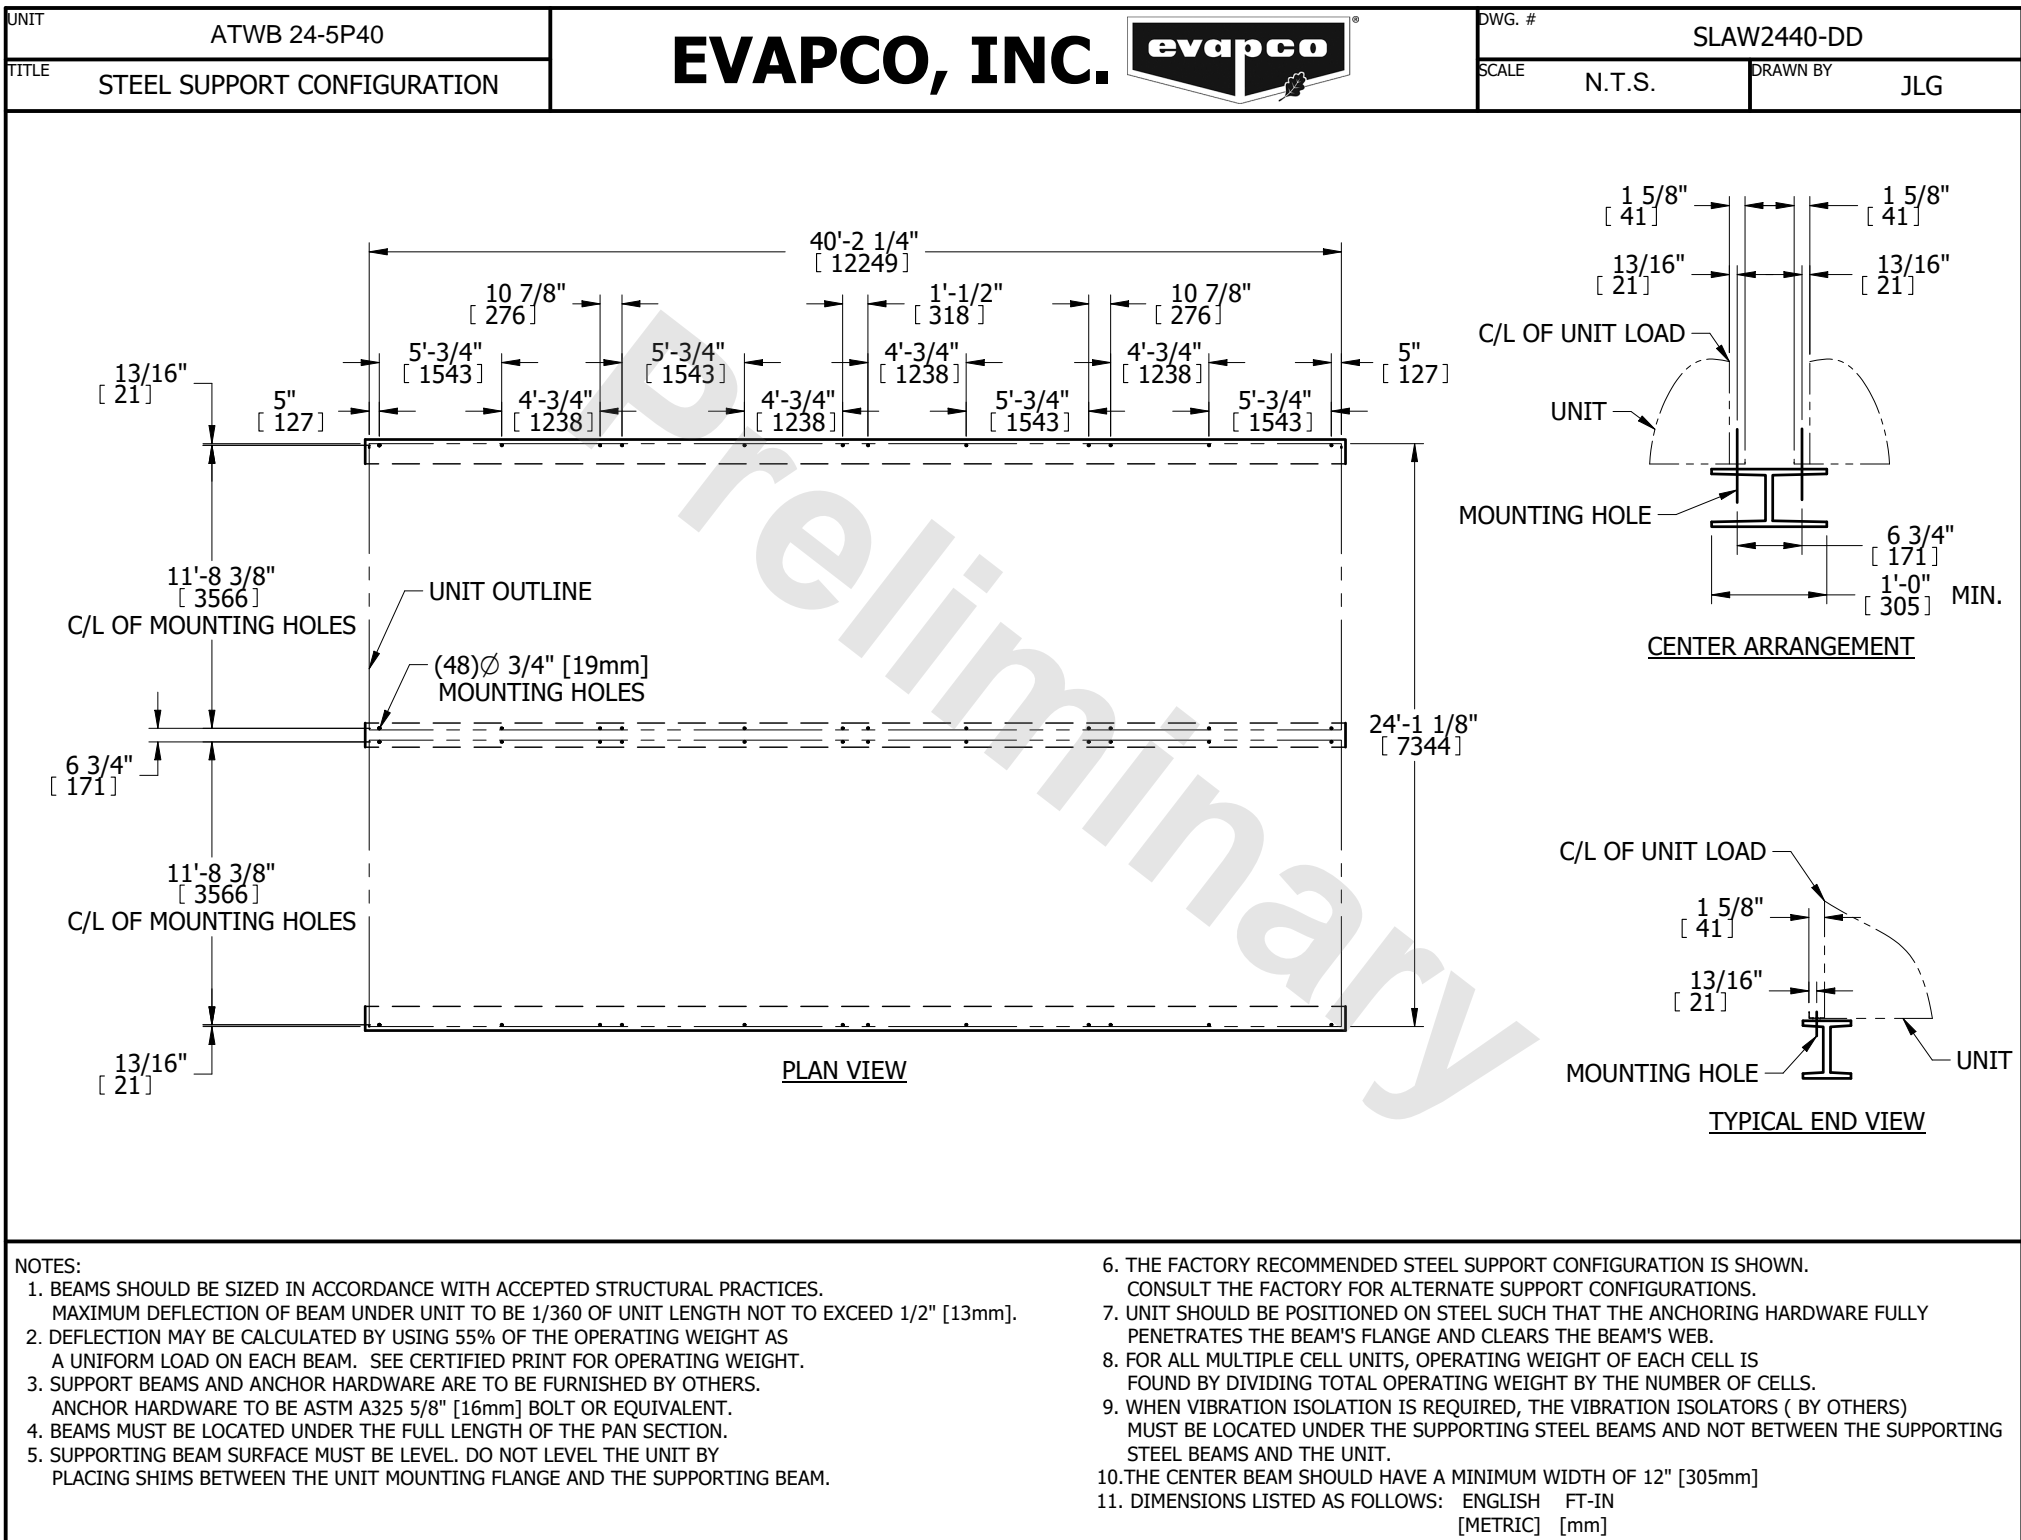 UNIT
ATWB 24-5P40
TITLE
STEEL SUPPORT CONFIGURATION
EVAPCO, INC.
evapco
®
DWG. #
SLAW2440-DD
SCALE
N.T.S.
DRAWN BY
JLG
40'-2 1/4"
[ 12249]
10 7/8"
[ 276]
1'-1/2"
[ 318 ]
10 7/8"
[ 276]
5'-3/4"
[ 1543]
5'-3/4"
[ 1543]
4'-3/4"
[ 1238]
4'-3/4"
[ 1238]
5"
[ 127]
13/16"
[ 21]
5"
[ 127]
4'-3/4"
[ 1238]
4'-3/4"
[ 1238]
5'-3/4"
[ 1543]
5'-3/4"
[ 1543]
11'-8 3/8"
[ 3566]
C/L OF MOUNTING HOLES
UNIT OUTLINE
(48)Ø 3/4" [19mm]
MOUNTING HOLES
6 3/4"
[ 171]
24'-1 1/8"
[ 7344]
11'-8 3/8"
[ 3566]
C/L OF MOUNTING HOLES
13/16"
[ 21]
PLAN VIEW
Preliminary
1 5/8"
[ 41]
1 5/8"
[ 41]
13/16"
[ 21]
13/16"
[ 21]
C/L OF UNIT LOAD
UNIT
MOUNTING HOLE
6 3/4"
[ 171]
1'-0"
[ 305] MIN.
CENTER ARRANGEMENT
C/L OF UNIT LOAD
1 5/8"
[ 41]
13/16"
[ 21]
MOUNTING HOLE
UNIT
TYPICAL END VIEW
NOTES:
1. BEAMS SHOULD BE SIZED IN ACCORDANCE WITH ACCEPTED STRUCTURAL PRACTICES.
MAXIMUM DEFLECTION OF BEAM UNDER UNIT TO BE 1/360 OF UNIT LENGTH NOT TO EXCEED 1/2" [13mm].
2. DEFLECTION MAY BE CALCULATED BY USING 55% OF THE OPERATING WEIGHT AS
A UNIFORM LOAD ON EACH BEAM. SEE CERTIFIED PRINT FOR OPERATING WEIGHT.
3. SUPPORT BEAMS AND ANCHOR HARDWARE ARE TO BE FURNISHED BY OTHERS.
ANCHOR HARDWARE TO BE ASTM A325 5/8" [16mm] BOLT OR EQUIVALENT.
4. BEAMS MUST BE LOCATED UNDER THE FULL LENGTH OF THE PAN SECTION.
5. SUPPORTING BEAM SURFACE MUST BE LEVEL. DO NOT LEVEL THE UNIT BY
PLACING SHIMS BETWEEN THE UNIT MOUNTING FLANGE AND THE SUPPORTING BEAM.
6. THE FACTORY RECOMMENDED STEEL SUPPORT CONFIGURATION IS SHOWN.
CONSULT THE FACTORY FOR ALTERNATE SUPPORT CONFIGURATIONS.
7. UNIT SHOULD BE POSITIONED ON STEEL SUCH THAT THE ANCHORING HARDWARE FULLY
PENETRATES THE BEAM'S FLANGE AND CLEARS THE BEAM'S WEB.
8. FOR ALL MULTIPLE CELL UNITS, OPERATING WEIGHT OF EACH CELL IS
FOUND BY DIVIDING TOTAL OPERATING WEIGHT BY THE NUMBER OF CELLS.
9. WHEN VIBRATION ISOLATION IS REQUIRED, THE VIBRATION ISOLATORS ( BY OTHERS)
MUST BE LOCATED UNDER THE SUPPORTING STEEL BEAMS AND NOT BETWEEN THE SUPPORTING
STEEL BEAMS AND THE UNIT.
10.THE CENTER BEAM SHOULD HAVE A MINIMUM WIDTH OF 12" [305mm]
11. DIMENSIONS LISTED AS FOLLOWS: ENGLISH FT-IN
[METRIC] [mm]